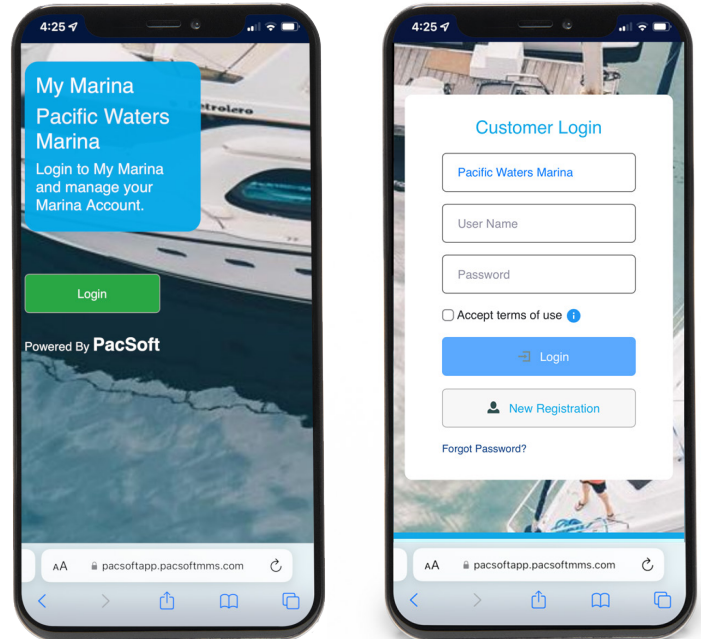 4:25
My Marina
Pacific Waters
Marina
Login to My Marina
and manage your
Marina Account.
Login
Powered By PacSoft
AA
pacsoftapp.pacsoftmms.com
4:25
Customer Login
Pacific Waters Marina
User Name
Password
Accept terms of use
Login
New Registration
Forgot Password?
AA
pacsoftapp.pacsoftmms.com